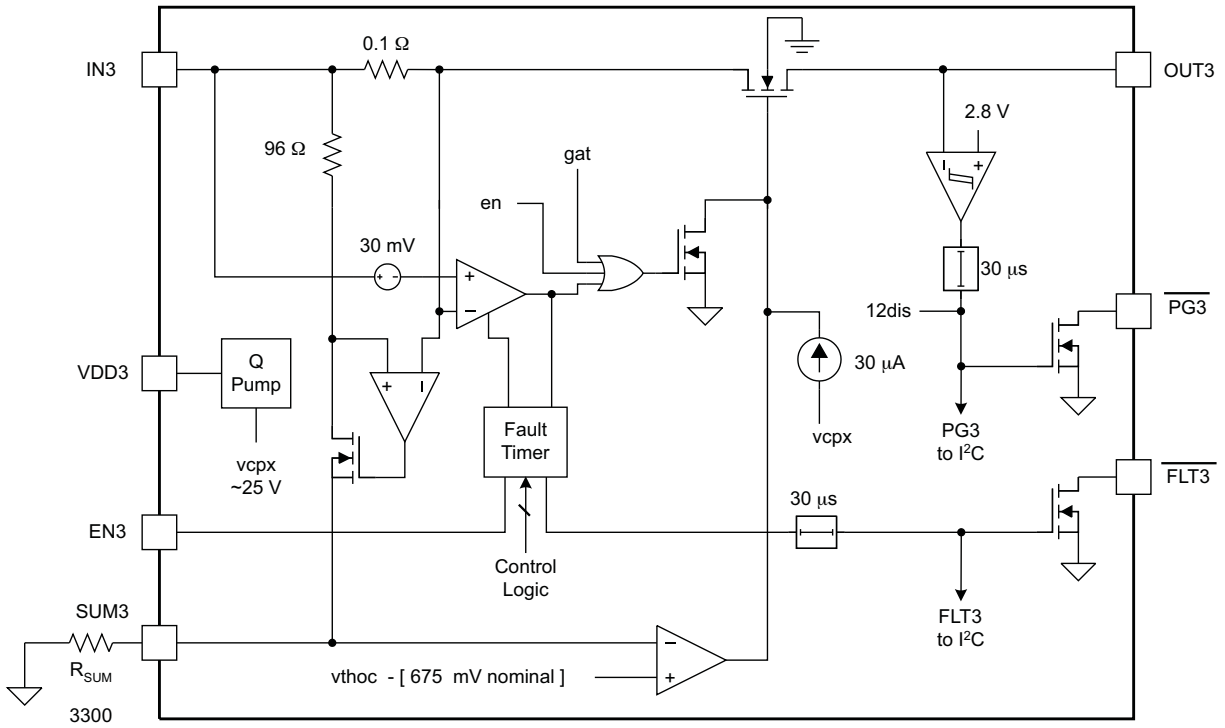 IN3
0.1 Ω
OUT3
2.8 V
96 Ω
gat
en
30 mV
30 µs
12dis
PG3
VDD3
Q
Pump
30 µA
vcpx
~25 V
Fault
Timer
vcpx
PG3
to I²C
FLT3
EN3
30 µs
Control
Logic
FLT3
to I²C
SUM3
RSUM
3300
vthoc - [ 675 mV nominal ]